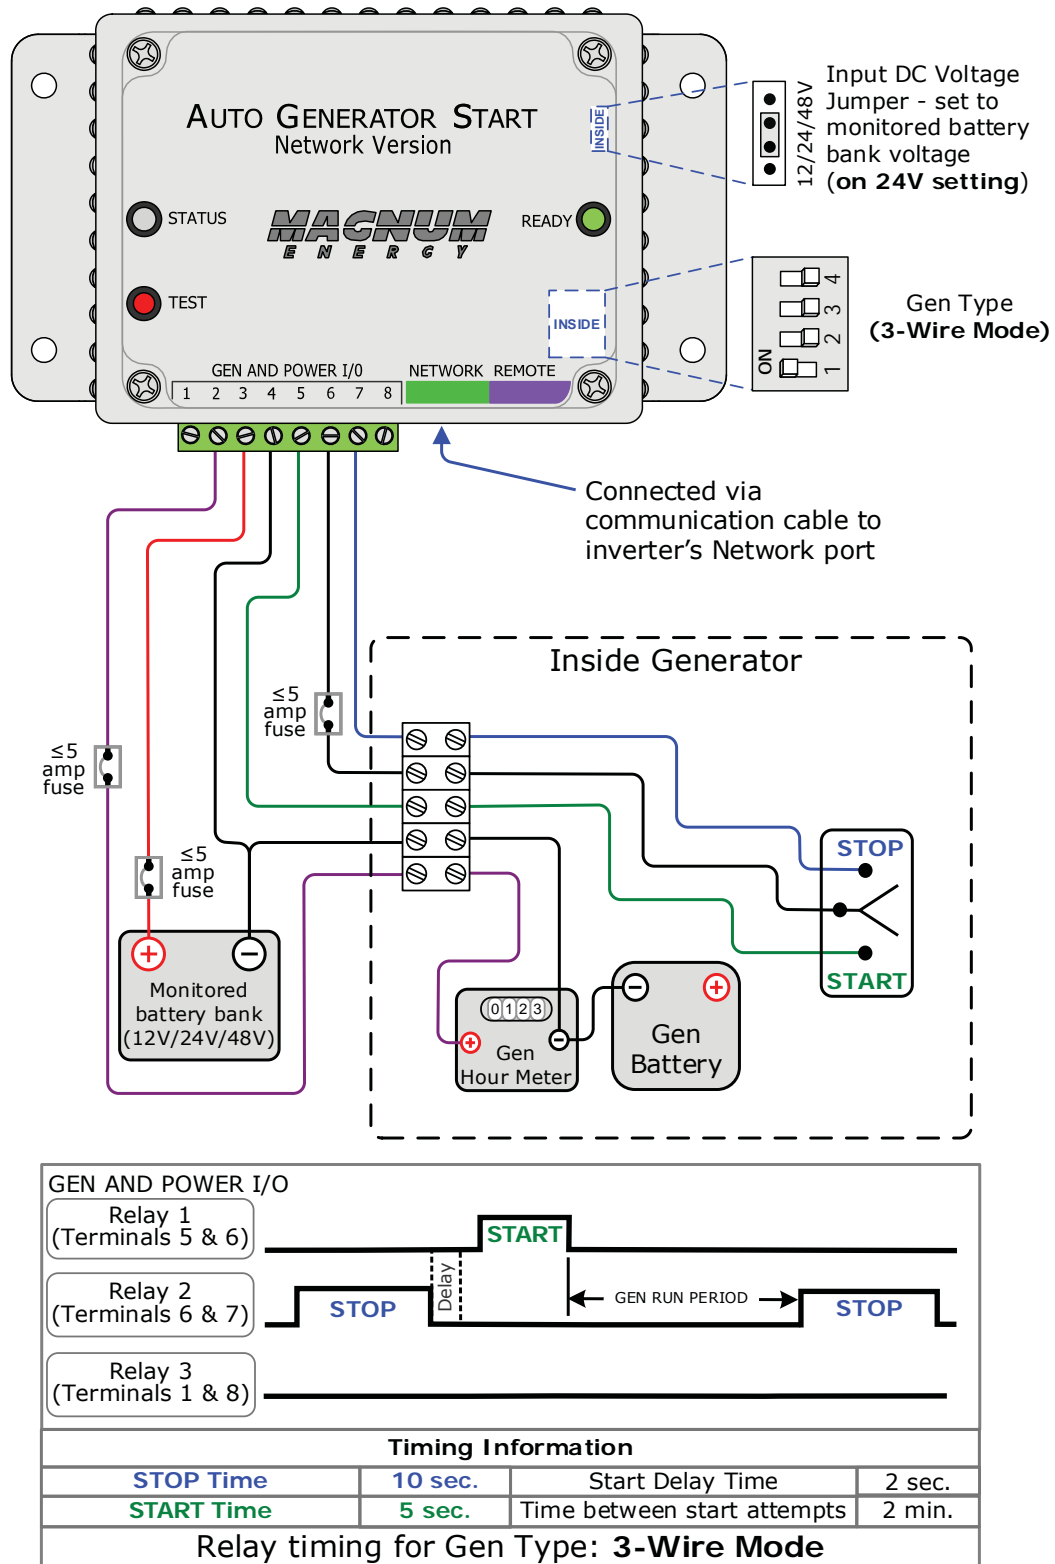 AUTO GENERATOR START
Network Version
INSIDE
12/24/48V
Input DC Voltage
Jumper - set to
monitored battery
bank voltage
(on 24V setting)
STATUS
MAGNUM
ENERGY
READY
TEST
INSIDE
ON
1 2 3 4
Gen Type
(3-Wire Mode)
GEN AND POWER I/O
NETWORK REMOTE
1 2 3 4 5 6 7 8
Connected via
communication cable to
inverter’s Network port
Inside Generator
≤5
amp
fuse
≤5
amp
fuse
≤5
amp
fuse
STOP
START
+
−
Monitored
battery bank
(12V/24V/48V)
0123
+
−
Gen
Hour Meter
−
+
Gen
Battery
GEN AND POWER I/O
Relay 1
(Terminals 5 & 6)
START
Relay 2
(Terminals 6 & 7)
STOP
Delay
GEN RUN PERIOD
STOP
Relay 3
(Terminals 1 & 8)
Timing Information
STOP Time 10 sec. Start Delay Time 2 sec.
START Time 5 sec. Time between start attempts 2 min.
Relay timing for Gen Type: 3-Wire Mode